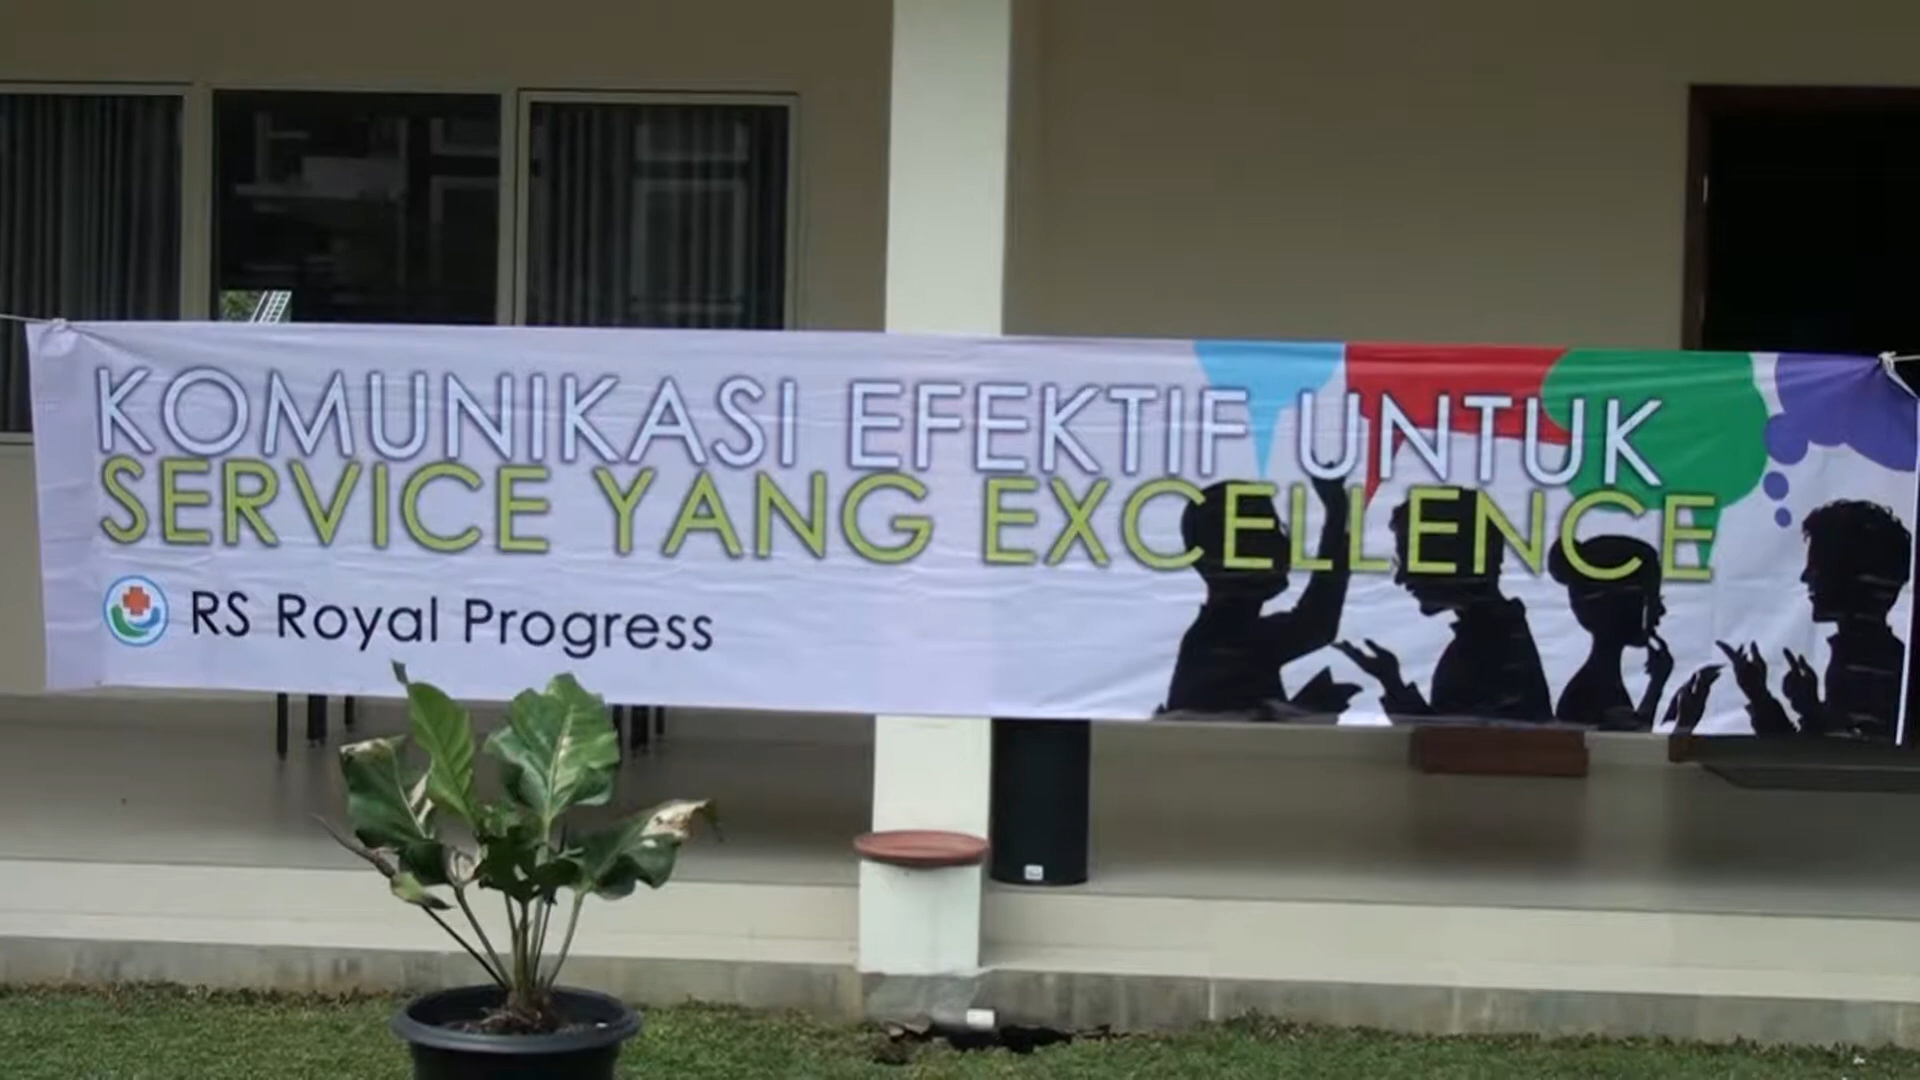 KOMUNIKASI EFEKTIF UNTUK
SERVICE YANG EXCELLENCE
RS Royal Progress